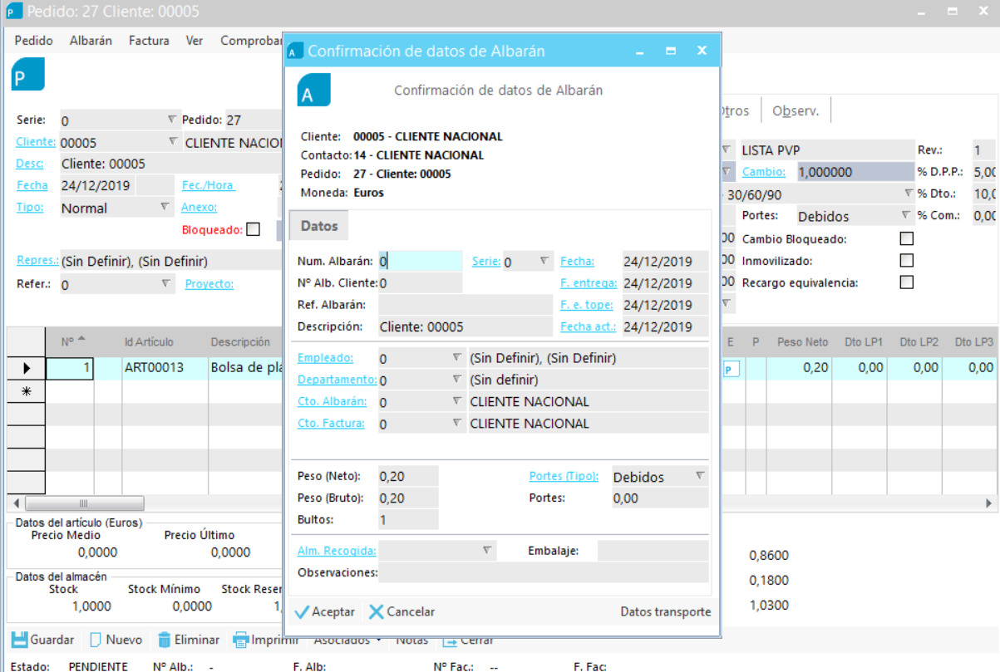 P Pedido: 27 Cliente: 00005
Pedido Albarán Factura Ver Comprobar
P
Serie: 0 Pedido: 27
Cliente: 00005 CLIENTE NACIO
Desc: Cliente: 00005
Fecha 24/12/2019 Fec./Hora
Tipo: Normal Anexo:
Bloqueado:
Repres.: (Sin Definir), (Sin Definir)
Refer.: 0 Proyecto:
Otros Observ.
LISTA PVP Rev.: 1
Cambio: 1,000000 % D.P.P.: 5,00
30/60/90 % Dto.: 10,0
Portes: Debidos % Com.: 0,00
00 Cambio Bloqueado:
00 Inmovilizado:
00 Recargo equivalencia:
Nº Id Artículo Descripción
1 ART00013 Bolsa de pla
E P Peso Neto Dto LP1 Dto LP2 Dto LP3
P 0,20 0,00 0,00 0,00
Datos del artículo (Euros)
Precio Medio Precio Último
0,0000 0,0000
Datos del almacén
Stock Stock Mínimo Stock Reser
1,0000 0,0000 1,
0,8600
0,1800
1,0300
Guardar Nuevo Eliminar Imprimir Asociados Notas Cerrar
Estado: PENDIENTE Nº Alb.: - F. Alb: Nº Fac.: -- F. Fac:
A Confirmación de datos de Albarán
A Confirmación de datos de Albarán
Cliente: 00005 - CLIENTE NACIONAL
Contacto: 14 - CLIENTE NACIONAL
Pedido: 27 - Cliente: 00005
Moneda: Euros
Datos
Num. Albarán: 0 Serie: 0 Fecha: 24/12/2019
Nº Alb. Cliente: 0 F. entrega: 24/12/2019
Ref. Albarán: F. e. tope: 24/12/2019
Descripción: Cliente: 00005 Fecha act.: 24/12/2019
Empleado: 0 (Sin Definir), (Sin Definir)
Departamento: 0 (Sin definir)
Cto. Albarán: 0 CLIENTE NACIONAL
Cto. Factura: 0 CLIENTE NACIONAL
Peso (Neto): 0,20 Portes (Tipo): Debidos
Peso (Bruto): 0,20 Portes: 0,00
Bultos: 1
Alm. Recogida: Embalaje:
Observaciones:
Aceptar Cancelar Datos transporte